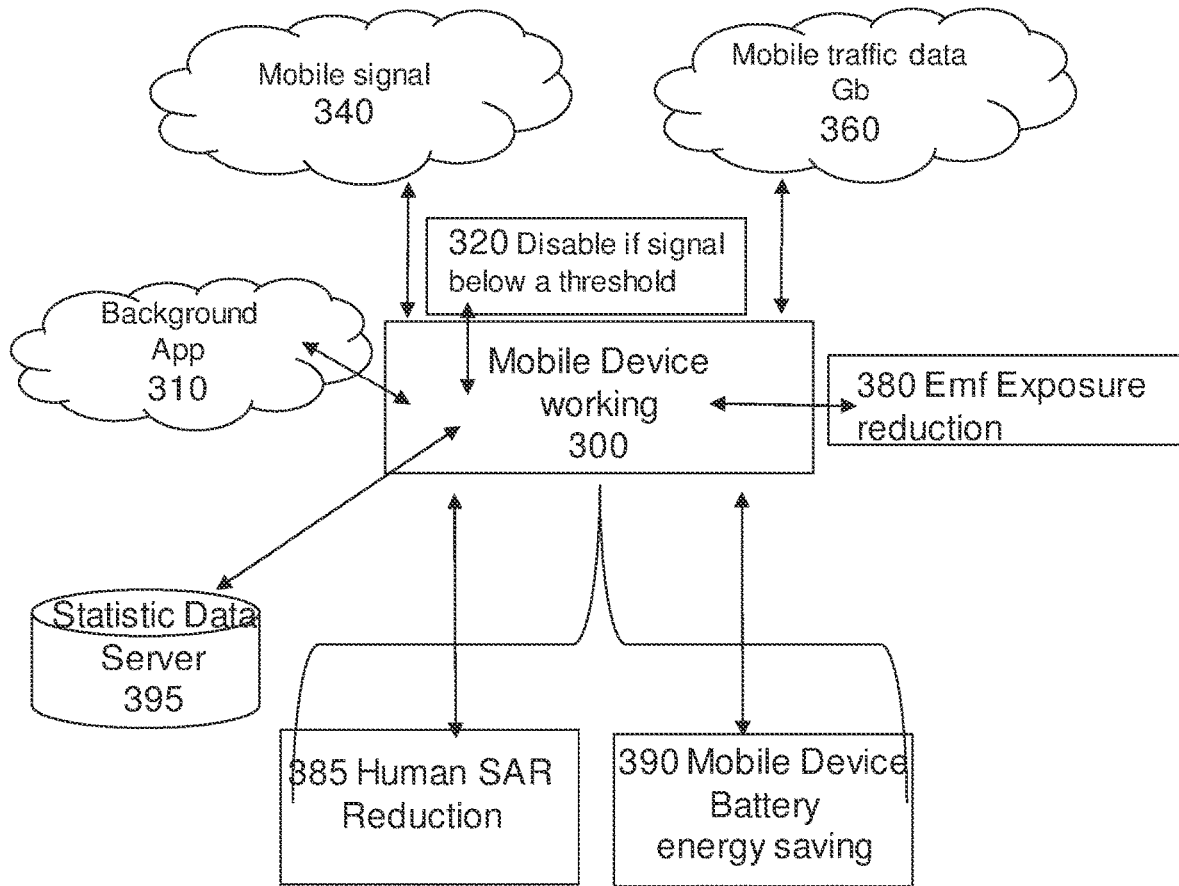 Mobile signal
340
Mobile traffic data
Gb
360
320 Disable if signal
below a threshold
Background
App
310
Mobile Device
working
300
380 Emf Exposure
reduction
Statistic Data
Server
395
385 Human SAR
Reduction
390 Mobile Device
Battery
energy saving